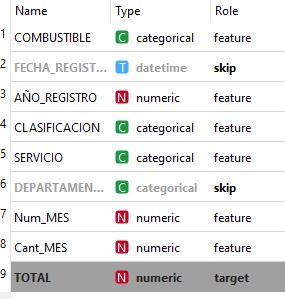 Name Type Role
1 COMBUSTIBLE C categorical feature
2 FECHA_REGIST... T datetime skip
3 AÑO_REGISTRO N numeric feature
4 CLASIFICACION C categorical feature
5 SERVICIO C categorical feature
6 DEPARTAMEN... C categorical skip
7 Num_MES N numeric feature
8 Cant_MES N numeric feature
9 TOTAL N numeric target